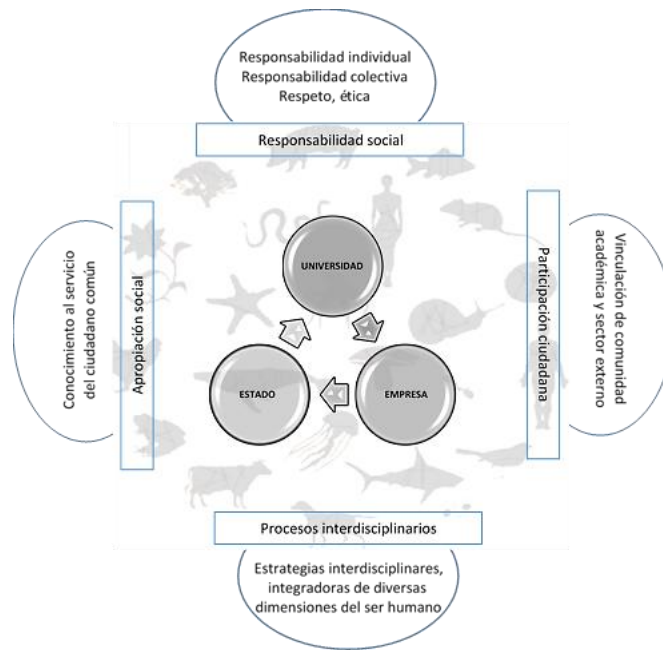 Responsabilidad individual
Responsabilidad colectiva
Respeto, ética
Responsabilidad social
Conocimiento al servicio
del ciudadano común
Apropiación social
UNIVERSIDAD
ESTADO
EMPRESA
Participación ciudadana
Vinculación de comunidad
académica y sector externo
Procesos interdisciplinarios
Estrategias interdisciplinares,
integradoras de diversas
dimensiones del ser humano